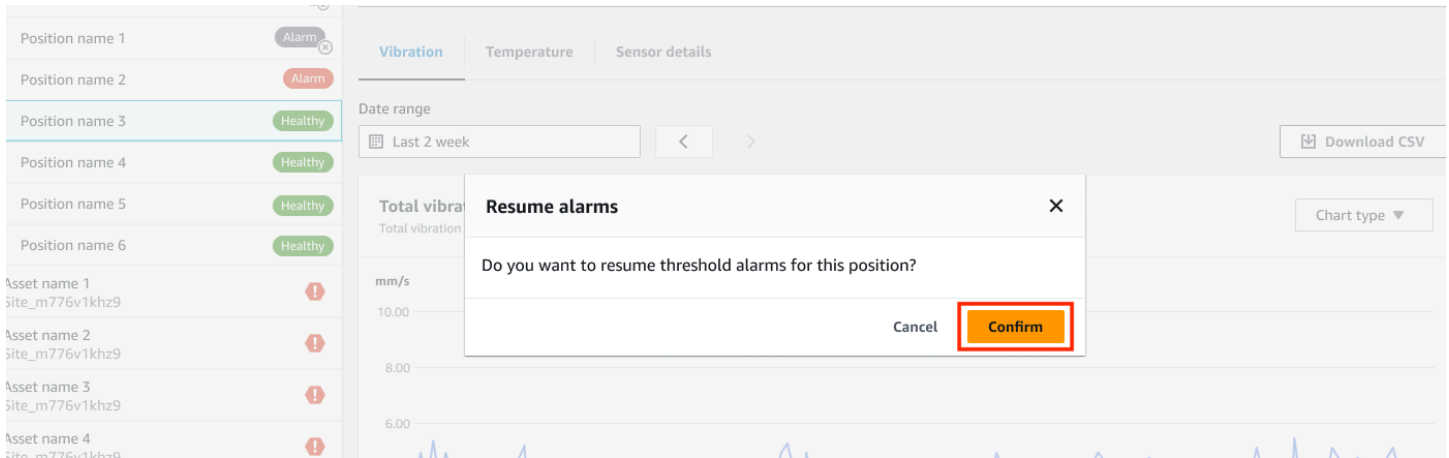 Position name 1 Alarm
Position name 2 Alarm
Position name 3 Healthy
Position name 4 Healthy
Position name 5 Healthy
Position name 6 Healthy
Asset name 1
Site_m776v1khz9
Asset name 2
Site_m776v1khz9
Asset name 3
Site_m776v1khz9
Asset name 4
Site_m776v1khz9
Vibration Temperature Sensor details
Date range
Last 2 week
Download CSV
Total vibra
Total vibration
Chart type
Resume alarms
Do you want to resume threshold alarms for this position?
Cancel Confirm
mm/s
10.00
8.00
6.00